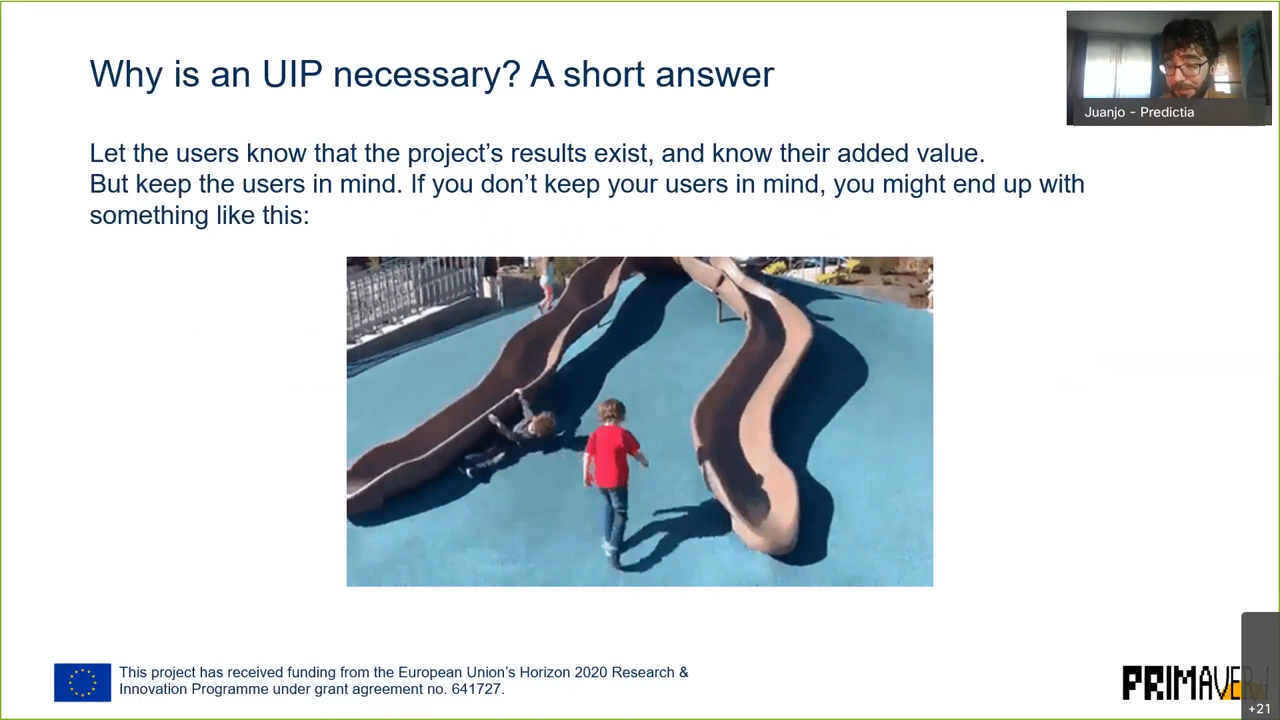 Why is an UIP necessary? A short answer
Juanjo - Predictia
Let the users know that the project’s results exist, and know their added value.
But keep the users in mind. If you don’t keep your users in mind, you might end up with
something like this:
This project has received funding from the European Union’s Horizon 2020 Research &
Innovation Programme under grant agreement no. 641727.
+21